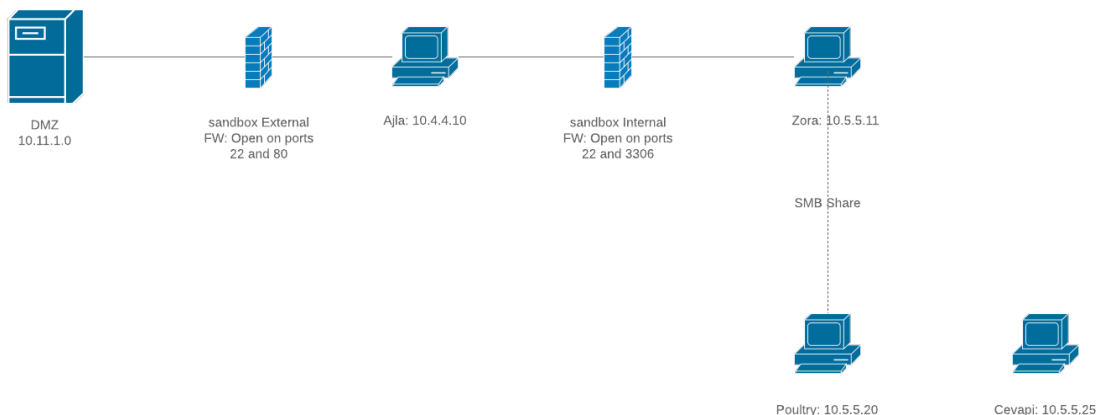 DMZ
10.11.1.0
sandbox External
FW: Open on ports
22 and 80
Ajla: 10.4.4.10
sandbox Internal
FW: Open on ports
22 and 3306
Zora: 10.5.5.11
SMB Share
Poultry: 10.5.5.20
Cevapi: 10.5.5.25